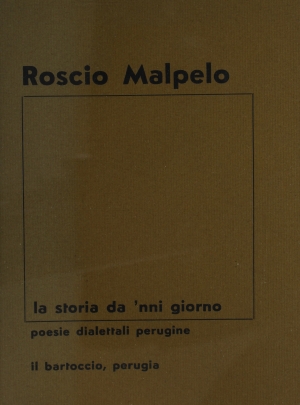 Roscio Malpelo
la storia da 'nni giorno
poesie dialettali perugine
il bartoccio, perugia